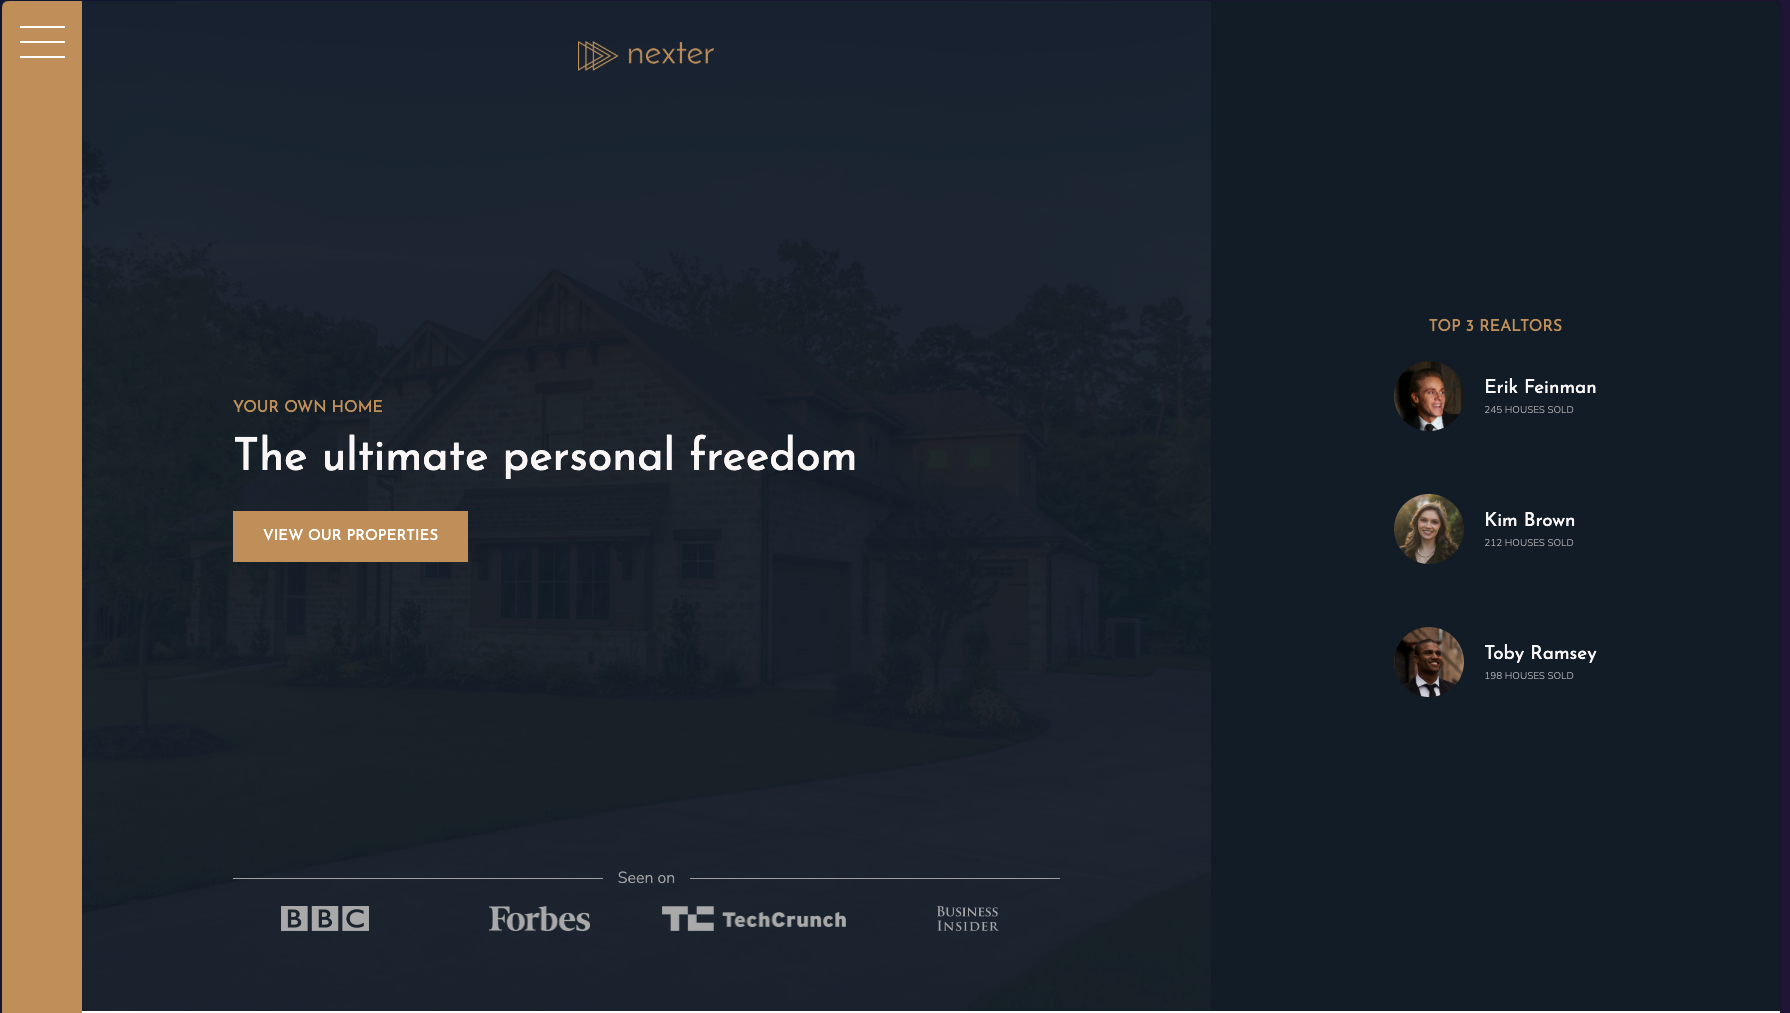 nexter
YOUR OWN HOME
The ultimate personal freedom
VIEW OUR PROPERTIES
Seen on
BBC
Forbes
TC TechCrunch
BUSINESS
INSIDER
TOP 3 REALTORS
Erik Feinman
245 HOUSES SOLD
Kim Brown
212 HOUSES SOLD
Toby Ramsey
198 HOUSES SOLD